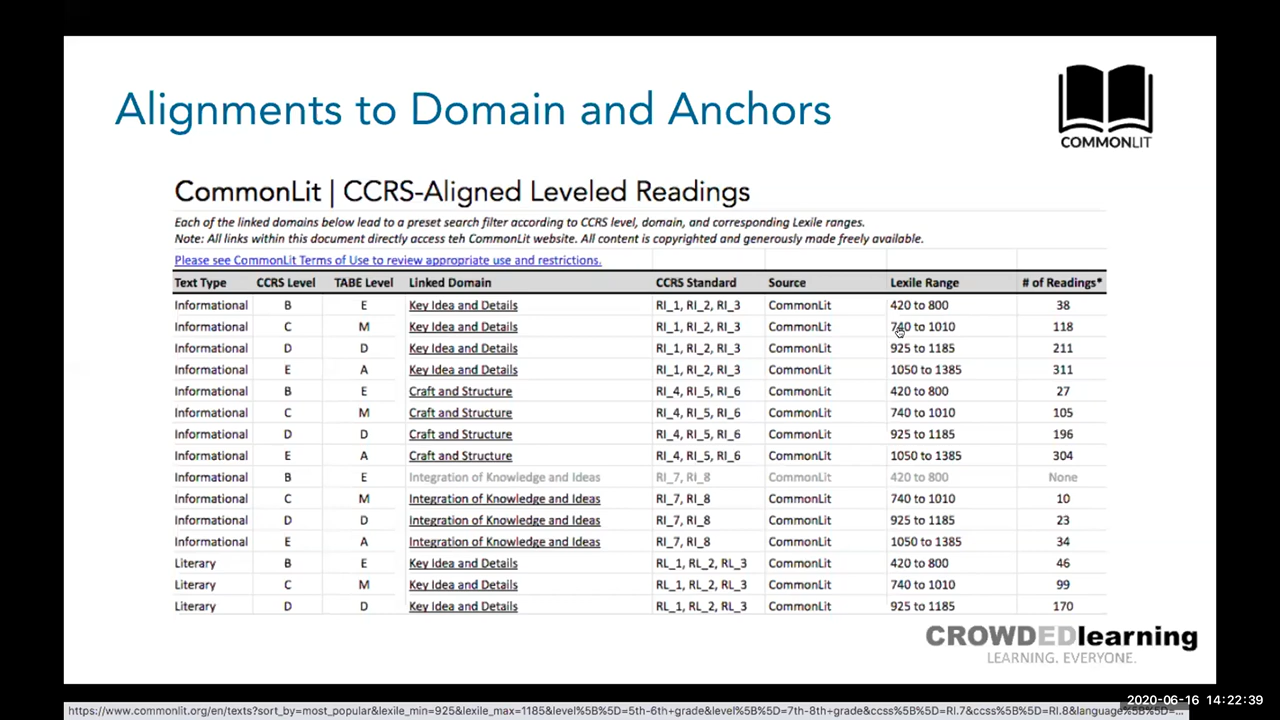 Alignments to Domain and Anchors
COMMONLIT
CommonLit | CCRS-Aligned Leveled Readings
Each of the linked domains below lead to a preset search filter according to CCRS level, domain, and corresponding Lexile ranges.
Note: All links within this document directly access teh CommonLit website. All content is copyrighted and generously made freely available.
Please see CommonLit Terms of Use to review appropriate use and restrictions.
Text Type CCRS Level TABE Level Linked Domain CCRS Standard Source Lexile Range # of Readings*
Informational B E Key Idea and Details RI_1, RI_2, RI_3 CommonLit 420 to 800 38
Informational C M Key Idea and Details RI_1, RI_2, RI_3 CommonLit 740 to 1010 118
Informational D D Key Idea and Details RI_1, RI_2, RI_3 CommonLit 925 to 1185 211
Informational E A Key Idea and Details RI_1, RI_2, RI_3 CommonLit 1050 to 1385 311
Informational B E Craft and Structure RI_4, RI_5, RI_6 CommonLit 420 to 800 27
Informational C M Craft and Structure RI_4, RI_5, RI_6 CommonLit 740 to 1010 105
Informational D D Craft and Structure RI_4, RI_5, RI_6 CommonLit 925 to 1185 196
Informational E A Craft and Structure RI_4, RI_5, RI_6 CommonLit 1050 to 1385 304
Informational B E Integration of Knowledge and Ideas RI_7, RI_8 CommonLit 420 to 800 None
Informational C M Integration of Knowledge and Ideas RI_7, RI_8 CommonLit 740 to 1010 10
Informational D D Integration of Knowledge and Ideas RI_7, RI_8 CommonLit 925 to 1185 23
Informational E A Integration of Knowledge and Ideas RI_7, RI_8 CommonLit 1050 to 1385 34
Literary B E Key Idea and Details RL_1, RL_2, RL_3 CommonLit 420 to 800 46
Literary C M Key Idea and Details RL_1, RL_2, RL_3 CommonLit 740 to 1010 99
Literary D D Key Idea and Details RL_1, RL_2, RL_3 CommonLit 925 to 1185 170
CROWDEDlearning
LEARNING. EVERYONE.
2020-06-16 14:22:39
https://www.commonlit.org/en/texts?sort_by=most_popular&lexile_min=925&lexile_max=1185&level%5B%5D=5th-6th+grade&level%5B%5D=7th-8th+grade&ccss%5B%5D=RI.7&ccss%5B%5D=RI.8&language%5B%5D=...